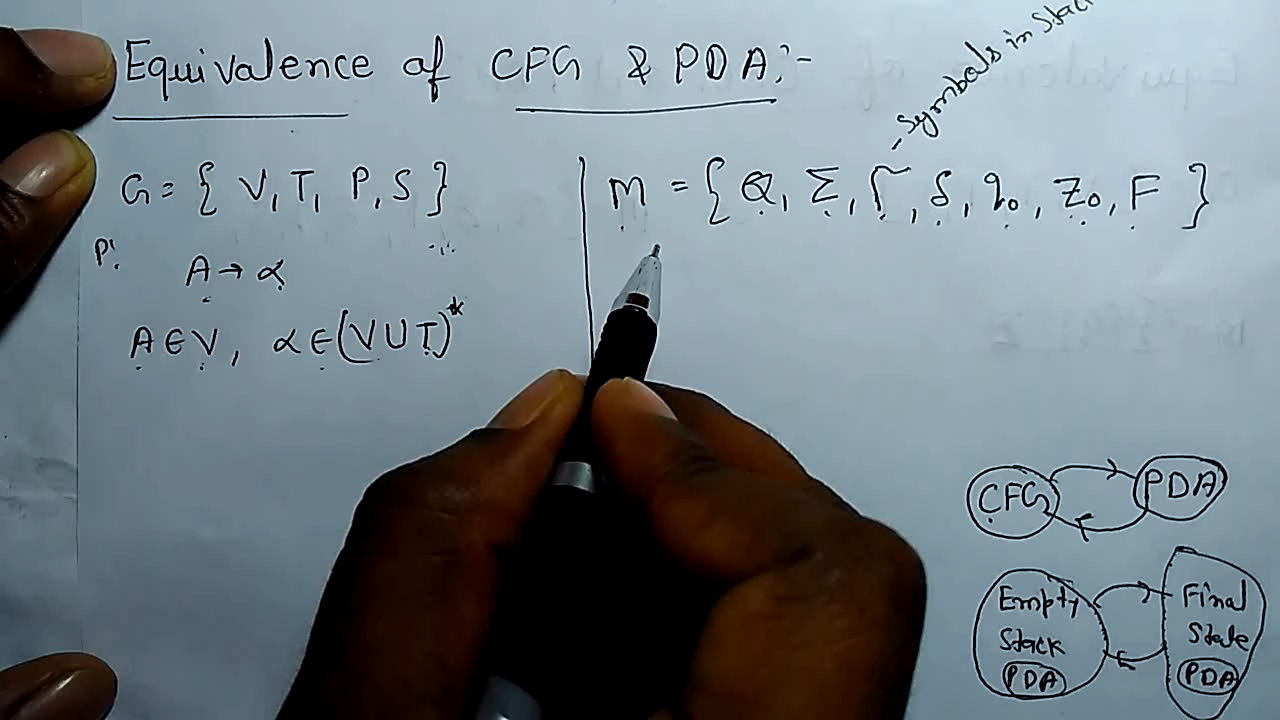 Equivalence of CFG & PDA:-
- Symbols in Stack
G = { V, T, P, S }
M = { Q, Σ, Γ, δ, q₀, Z₀, F }
P: A → α
A ∈ V, α ∈ (V ∪ T)*
CFG PDA
Empty Stack PDA
Final State PDA